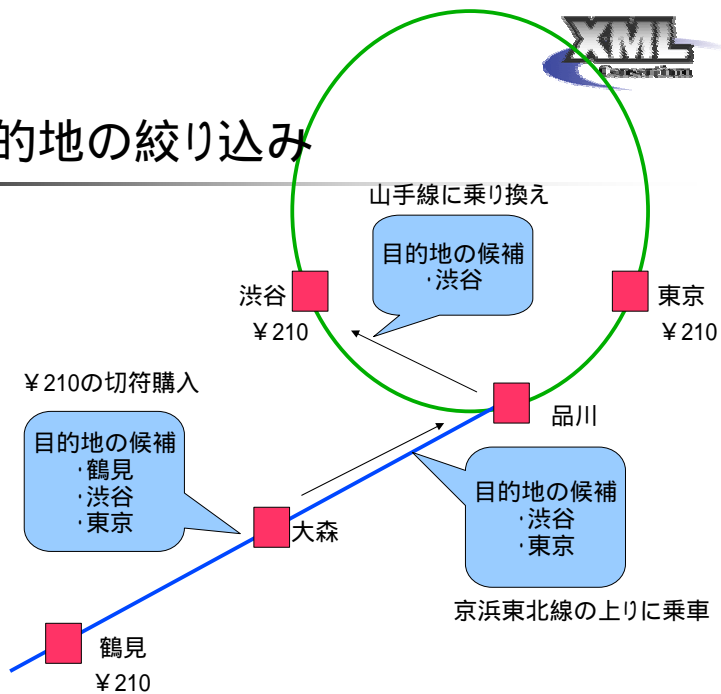 XML
Consortium
的地の絞り込み
山手線に乗り換え
目的地の候補
・渋谷
渋谷
¥210
東京
¥210
¥210の切符購入
目的地の候補
・鶴見
・渋谷
・東京
品川
大森
目的地の候補
・渋谷
・東京
京浜東北線の上りに乗車
鶴見
¥210